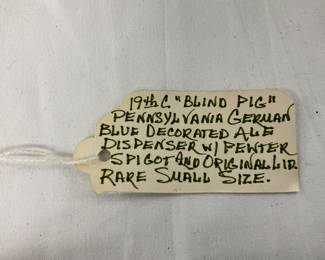 19th C. "BLIND PIG"
PENNSYLVANIA GERMAN
BLUE DECORATED ALE
DISPENSER W/ PEWTER
SPIGOT AND ORIGINAL LID.
RARE SMALL SIZE.